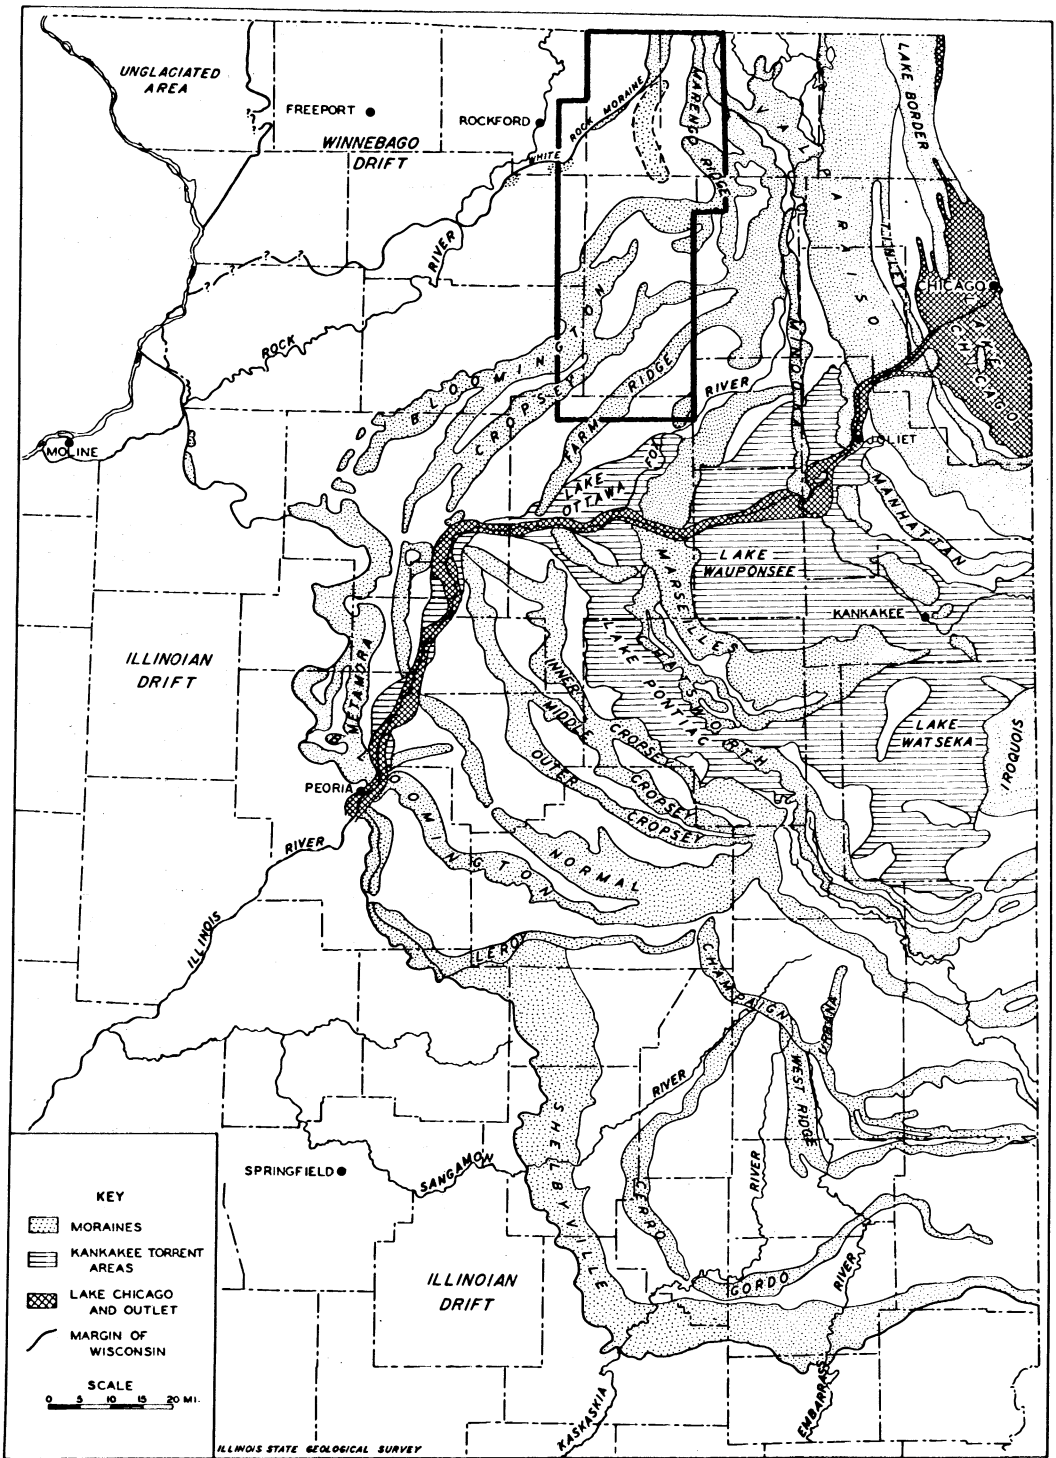 UNGLACIATED
AREA
FREEPORT
ROCKFORD
WINNEBAGO
DRIFT
WHITE ROCK MORAINE
MARENGO RIDGE
VALPARAISO
LAKE BORDER
TINLEY
CHICAGO
LAKE CHICAGO
ROCK RIVER
?
?
?
?
?
BLOOMINGTON
CROPSEY
FARM RIDGE
FOX RIVER
MINOOKA
MOLINE
JOLIET
LAKE
OTTAWA
MANHATTAN
LAKE
WAUPONSEE
MARSEILLES
KANKAKEE
ILLINOIAN
DRIFT
METAMORA
LAKE PONTIAC
CHATSWORTH
INNER CROPSEY
MIDDLE CROPSEY
OUTER CROPSEY
LAKE
WATSEKA
IROQUOIS
PEORIA
BLOOMINGTON
NORMAL
ILLINOIS RIVER
LEROY
CHAMPAIGN
URBANA
WEST RIDGE
SHELBYVILLE
SANGAMON RIVER
SPRINGFIELD
CERRO GORDO
RIVER
ILLINOIAN
DRIFT
KASKASKIA
EMBARRASS RIVER
KEY
MORAINES
KANKAKEE TORRENT
AREAS
LAKE CHICAGO
AND OUTLET
MARGIN OF
WISCONSIN
SCALE
0 5 10 15 20 MI.
ILLINOIS STATE GEOLOGICAL SURVEY